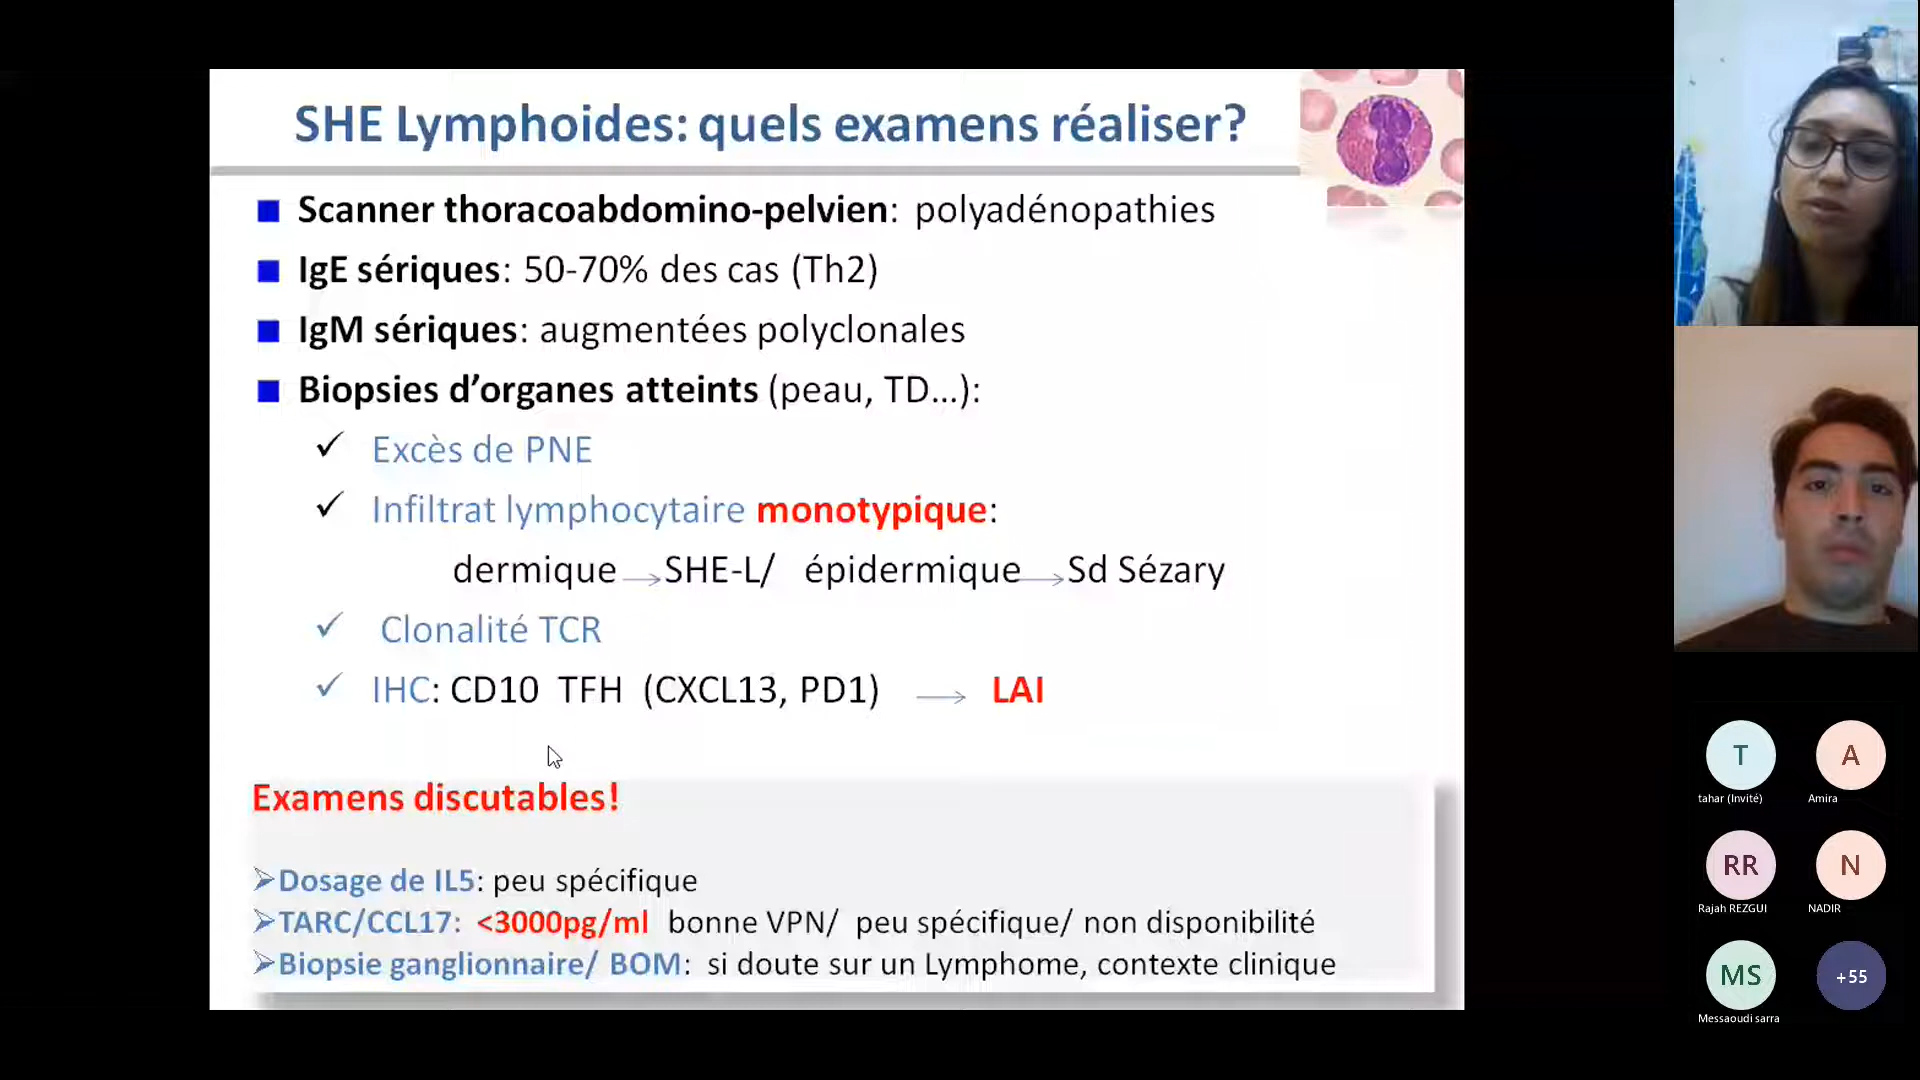 SHE Lymphoides: quels examens réaliser?
Scanner thoracoabdomino-pelvien: polyadénopathies
IgE sériques: 50-70% des cas (Th2)
IgM sériques: augmentées polyclonales
Biopsies d’organes atteints (peau, TD...):
Excès de PNE
Infiltrat lymphocytaire monotypique:
dermique → SHE-L/ épidermique → Sd Sézary
Clonalité TCR
IHC: CD10 TFH (CXCL13, PD1) → LAI
Examens discutables!
Dosage de IL5: peu spécifique
TARC/CCL17: <3000pg/ml bonne VPN/ peu spécifique/ non disponibilité
Biopsie ganglionnaire/ BOM: si doute sur un Lymphome, contexte clinique
T A
tahar (Invité) Amira
RR N
Rajah REZGUI NADIR
MS +55
Messaoudi sarra